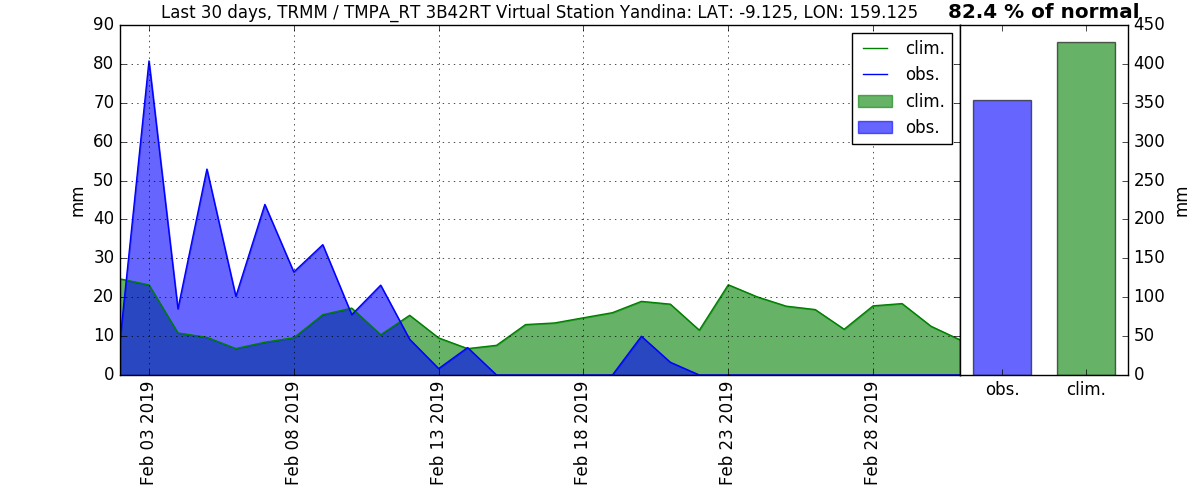 Last 30 days, TRMM / TMPA_RT 3B42RT Virtual Station Yandina: LAT: -9.125, LON: 159.125
82.4 % of normal
90
80
70
60
50
40
30
20
10
0
mm
clim.
obs.
clim.
obs.
Feb 03 2019
Feb 08 2019
Feb 13 2019
Feb 18 2019
Feb 23 2019
Feb 28 2019
450
400
350
300
250
200
150
100
50
0
mm
obs.
clim.